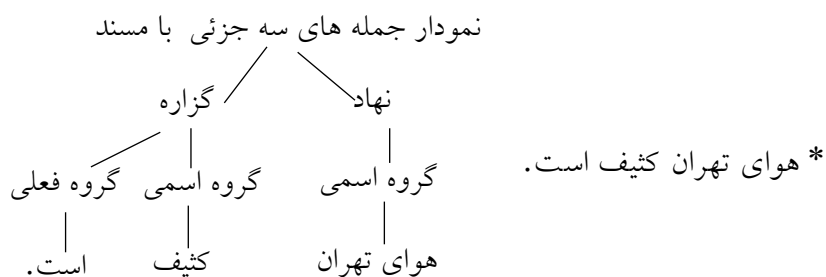 نمودار جمله های سه جزئی با مسند
نهاد گزاره
* هوای تهران کثیف است.
گروه اسمی گروه اسمی گروه فعلی
هوای تهران کثیف است.